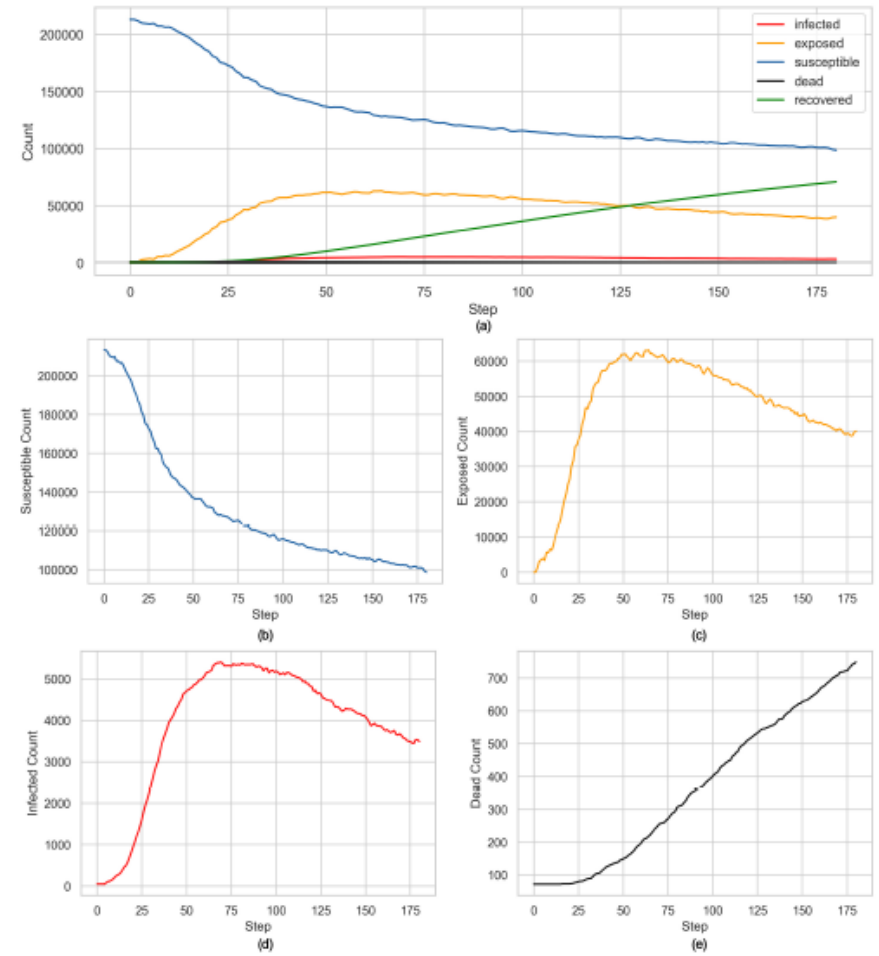 infected
exposed
susceptible
dead
recovered
200000
150000
100000
50000
0
Count
0 25 50 75 100 125 150 175
Step
(a)
200000
180000
160000
140000
120000
100000
Susceptible Count
0 25 50 75 100 125 150 175
Step
(b)
60000
50000
40000
30000
20000
10000
0
Exposed Count
0 25 50 75 100 125 150 175
Step
(c)
5000
4000
3000
2000
1000
0
Infected Count
0 25 50 75 100 125 150 175
Step
(d)
700
600
500
400
300
200
100
Dead Count
0 25 50 75 100 125 150 175
Step
(e)